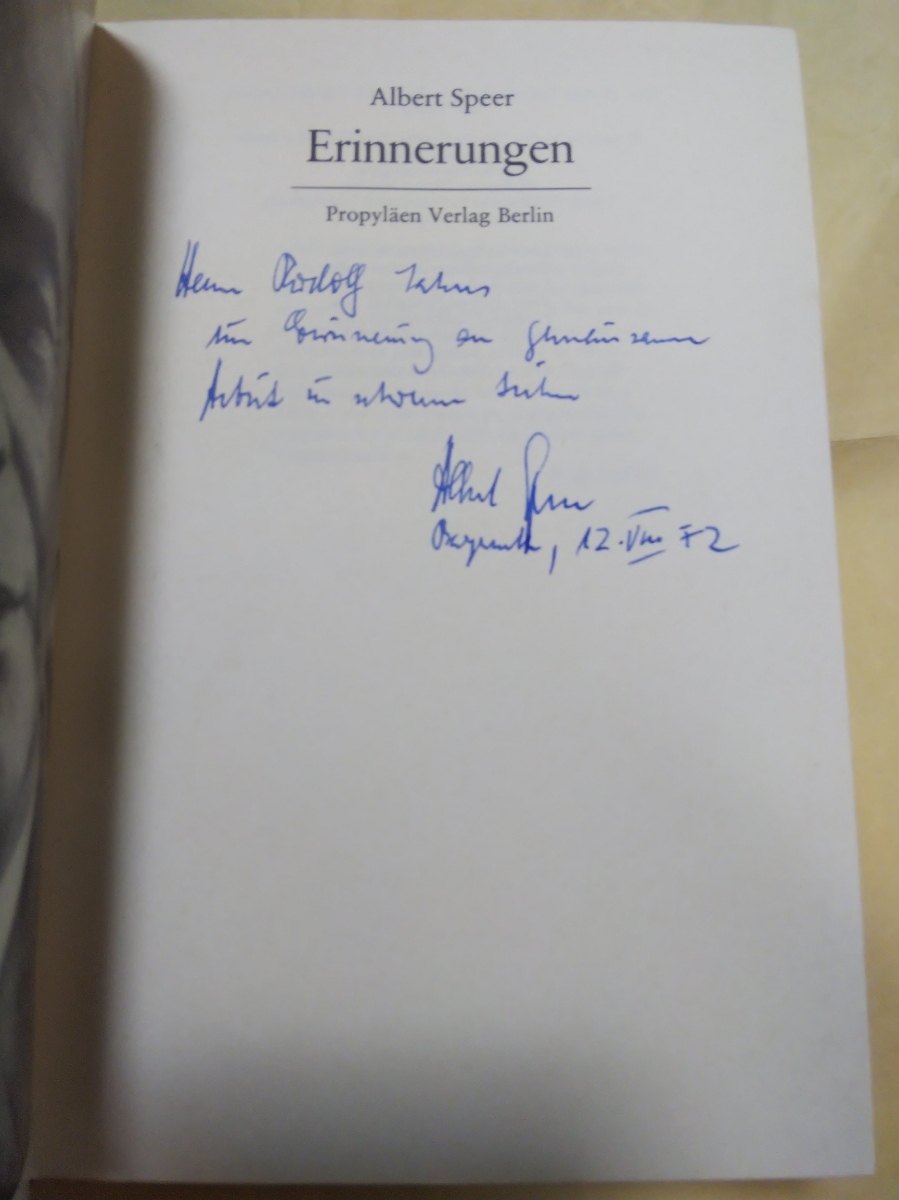 Albert Speer
Erinnerungen
Propyläen Verlag Berlin
Herrn Rudolf
zur Erinnerung an gemeinsame
Arbeit in schweren Zeiten
Albert Speer
Bayreuth, 12.VIII 72